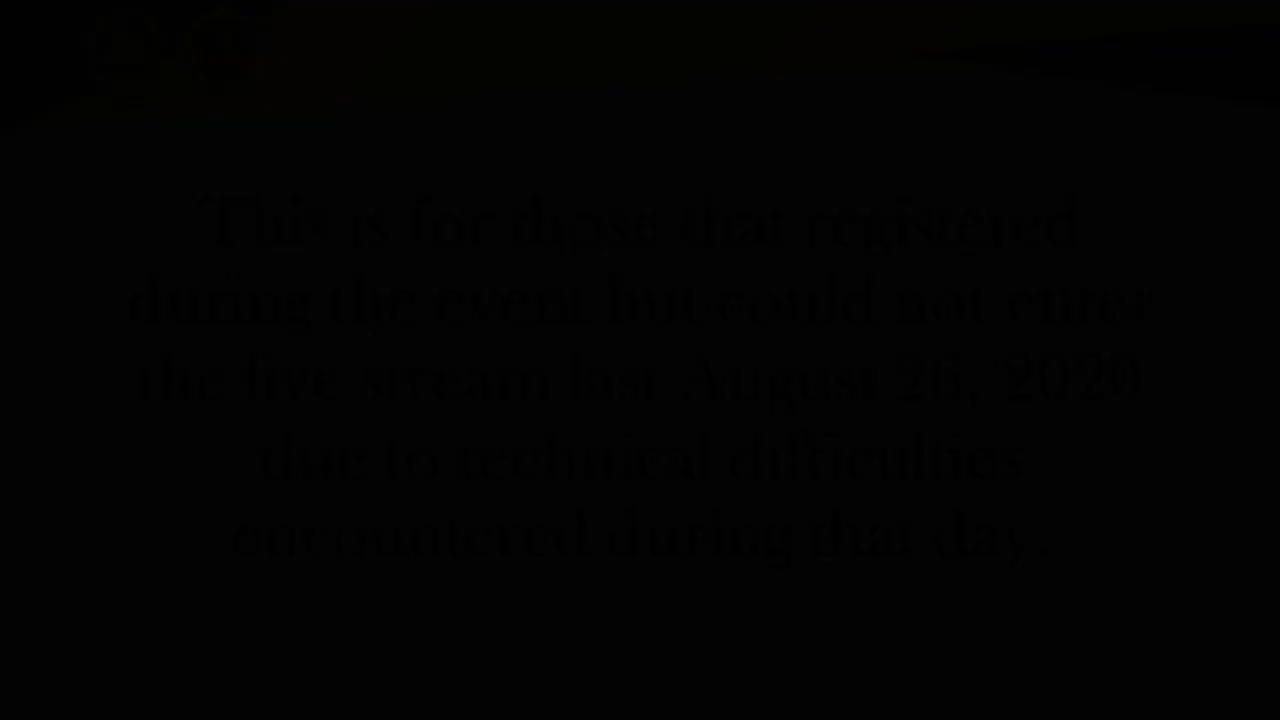 This is for those that registered
during the event but could not enter
the live stream last August 26, 2020
due to technical difficulties
encountered during that day.